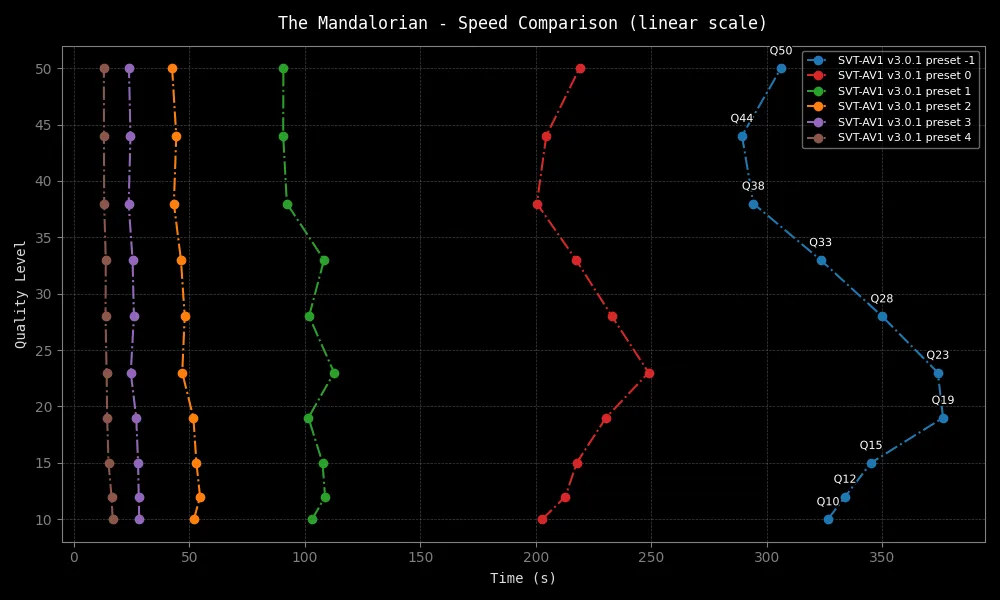 The Mandalorian - Speed Comparison (linear scale)
SVT-AV1 v3.0.1 preset -1
SVT-AV1 v3.0.1 preset 0
SVT-AV1 v3.0.1 preset 1
SVT-AV1 v3.0.1 preset 2
SVT-AV1 v3.0.1 preset 3
SVT-AV1 v3.0.1 preset 4
Q50
Q44
Q38
Q33
Q28
Q23
Q19
Q15
Q12
Q10
Quality Level
50
45
40
35
30
25
20
15
10
0 50 100 150 200 250 300 350
Time (s)